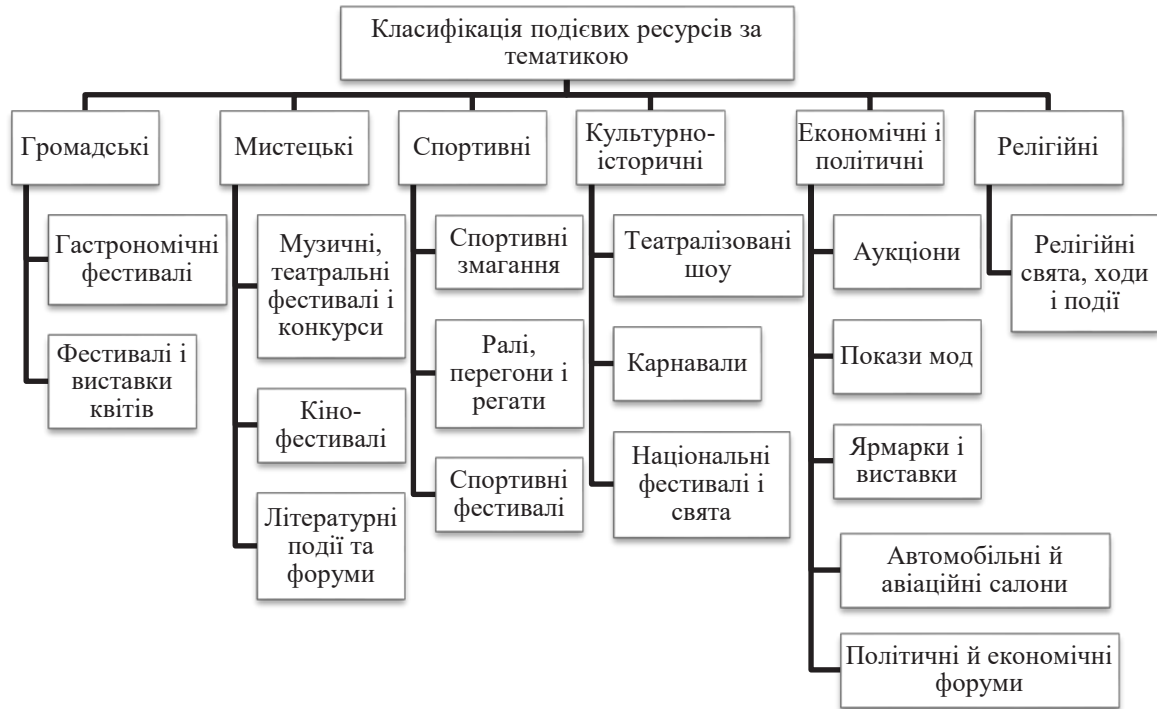 Класифікація подієвих ресурсів за
тематикою
Громадські
Гастрономічні
фестивалі
Фестивалі і
виставки
квітів
Мистецькі
Музичні,
театральні
фестивалі і
конкурси
Кіно-
фестивалі
Літературні
події та
форуми
Спортивні
Спортивні
змагання
Ралі,
перегони і
регати
Спортивні
фестивалі
Культурно-
історичні
Театралізовані
шоу
Карнавали
Національні
фестивалі і
свята
Економічні і
політичні
Аукціони
Покази мод
Ярмарки і
виставки
Автомобільні й
авіаційні салони
Політичні й економічні
форуми
Релігійні
Релігійні
свята, ходи
і події